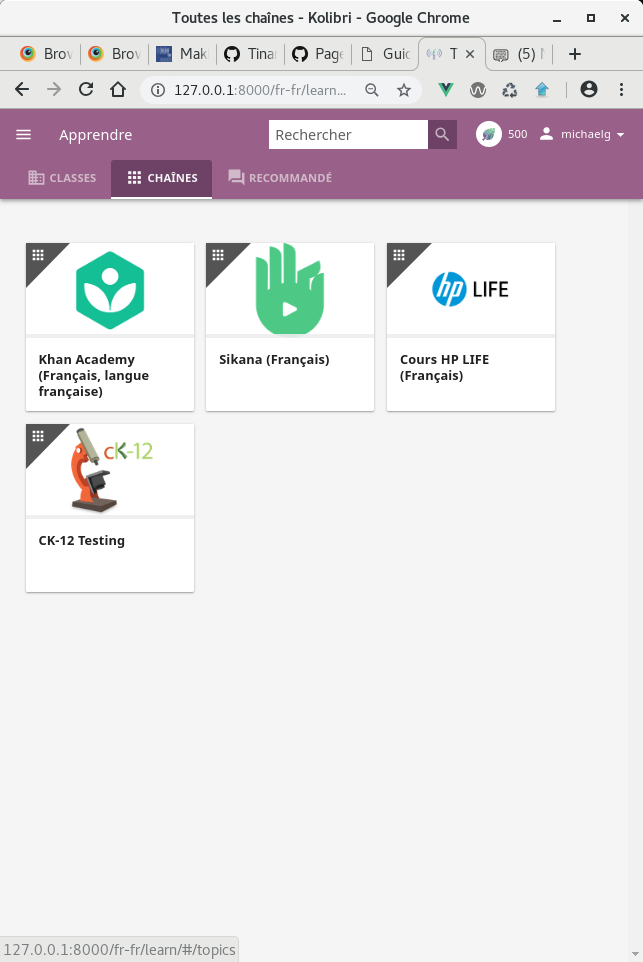 Toutes les chaînes - Kolibri - Google Chrome
Brov
Brov
Mak
Tina
Page
Guid
T
(5)
127.0.0.1:8000/fr-fr/learn...
Apprendre
Rechercher
500
michaelg
CLASSES
CHAÎNES
RECOMMANDÉ
hp LIFE
Khan Academy
(Français, langue
française)
Sikana (Français)
Cours HP LIFE
(Français)
cK-12
CK-12 Testing
127.0.0.1:8000/fr-fr/learn/#/topics